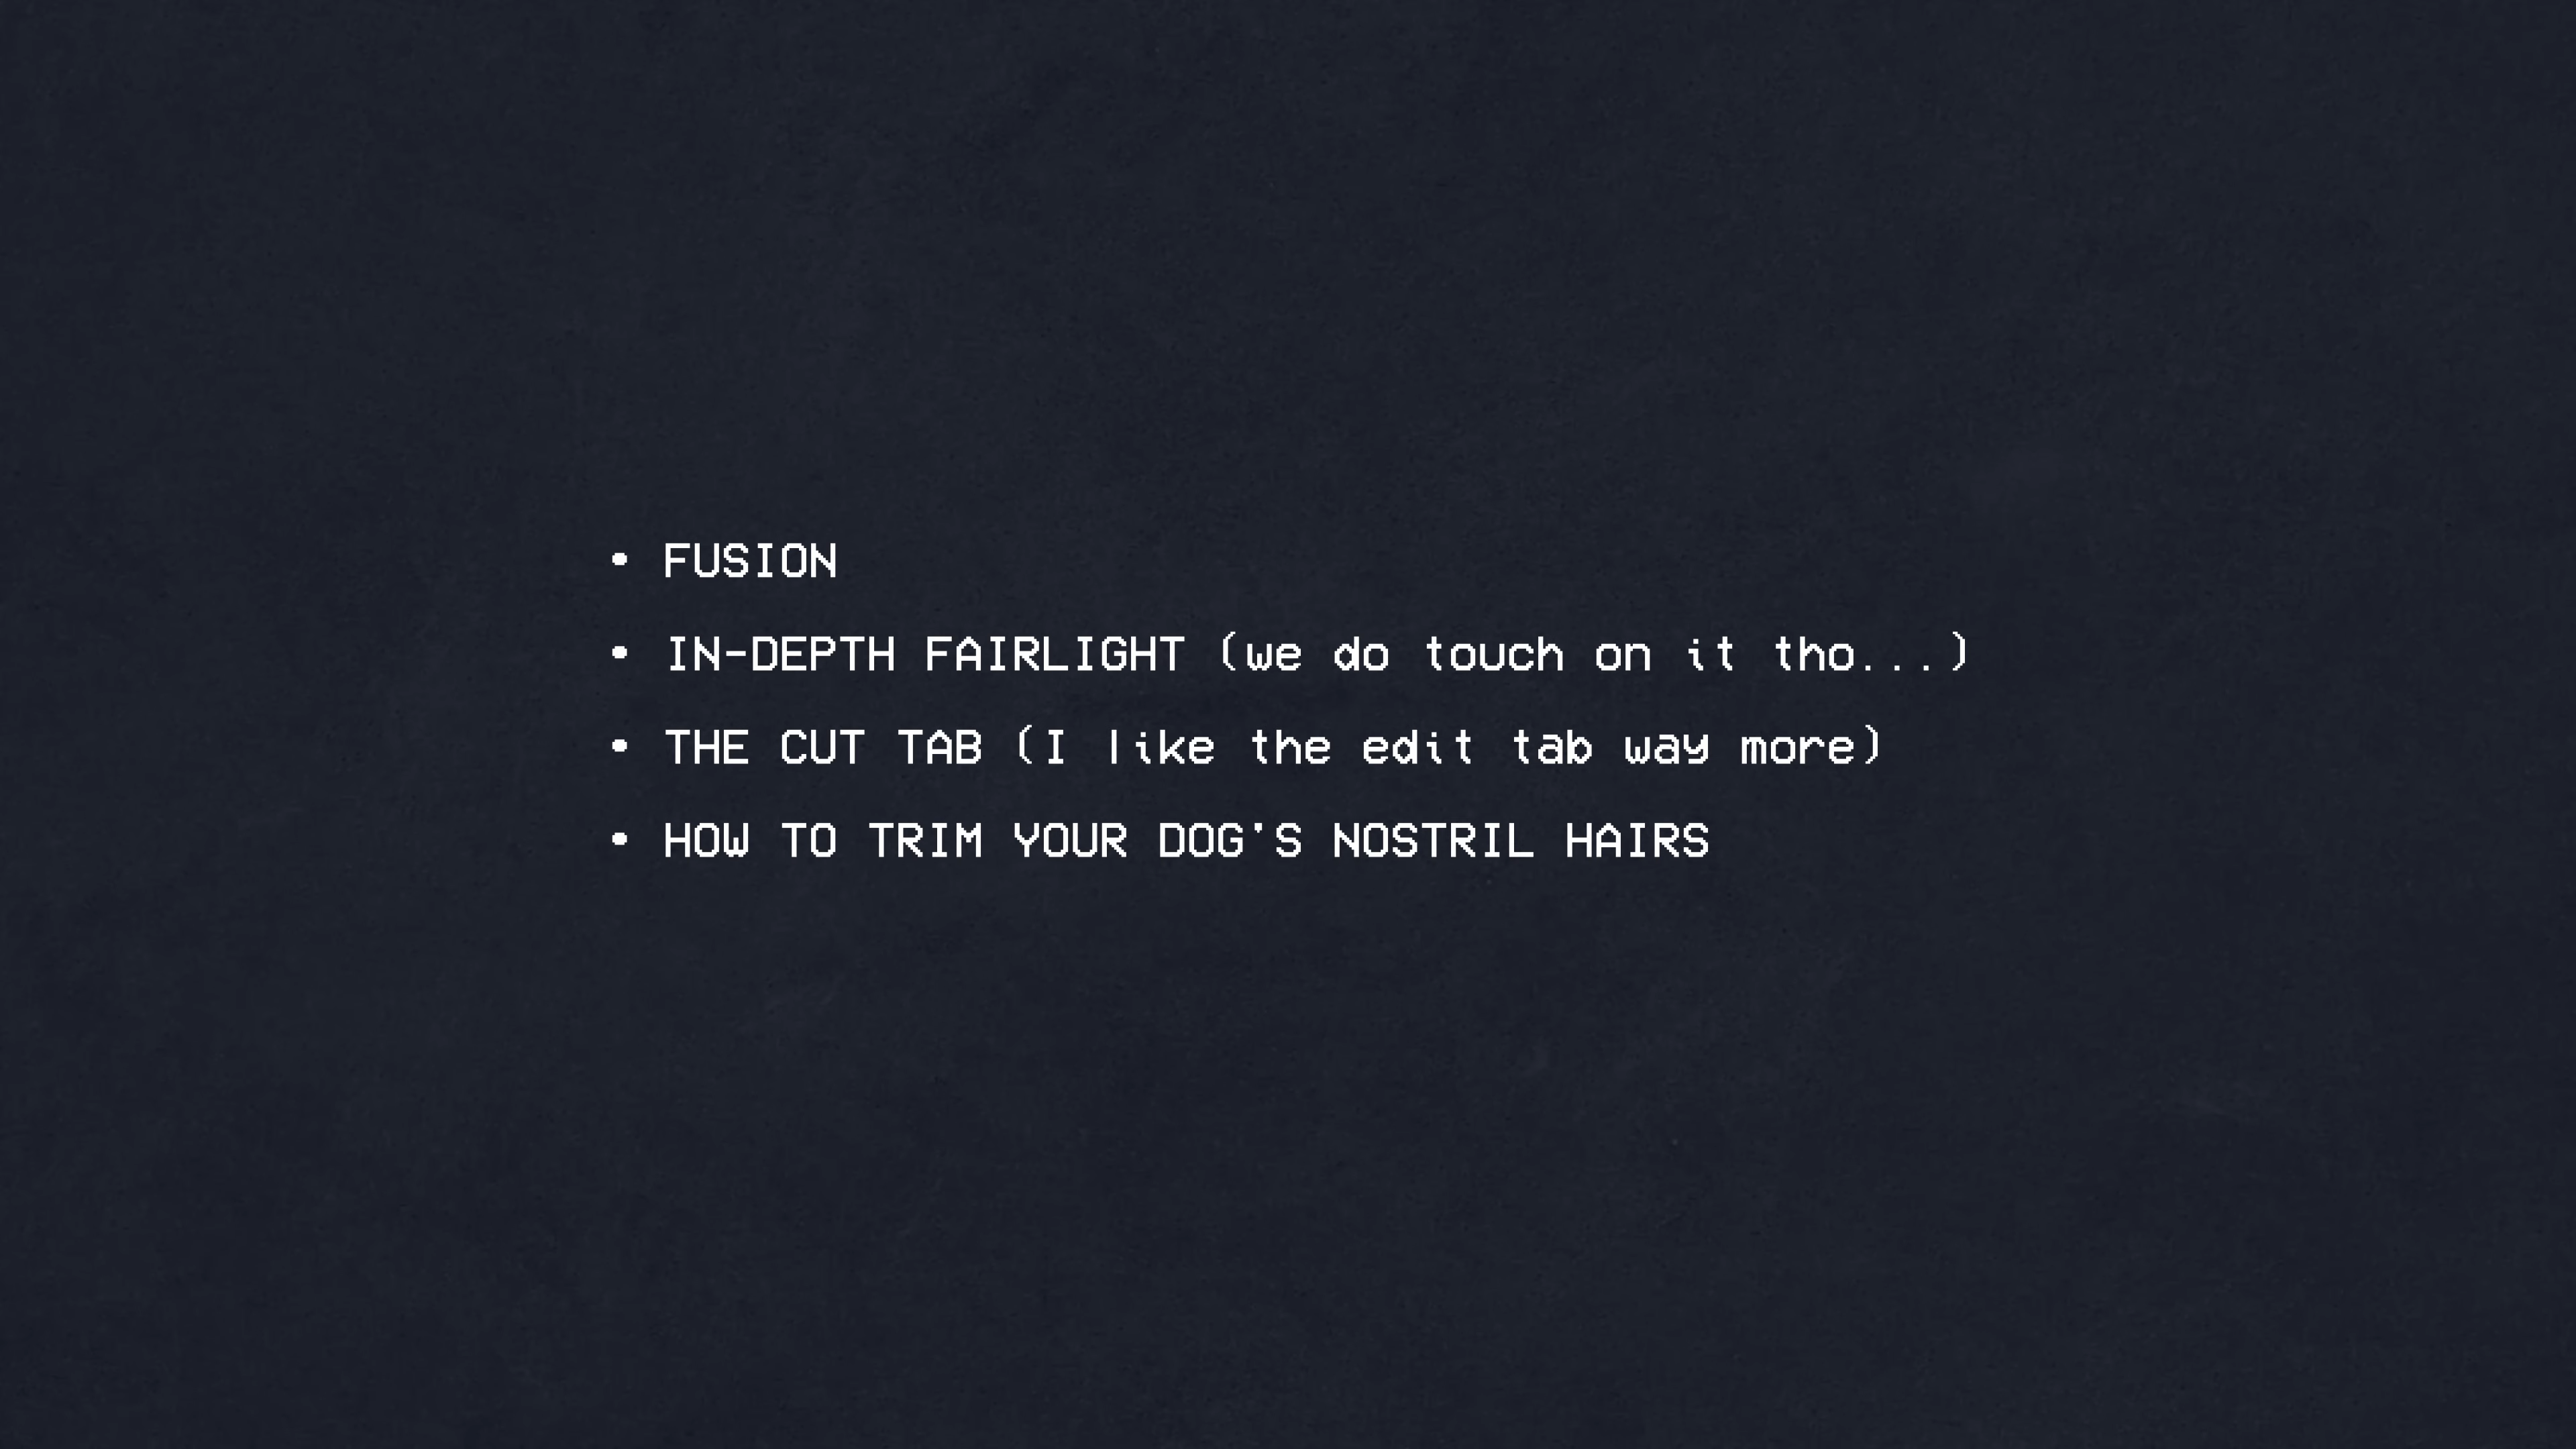 • FUSION
• IN-DEPTH FAIRLIGHT (we do touch on it tho...)
• THE CUT TAB (I like the edit tab way more)
• HOW TO TRIM YOUR DOG'S NOSTRIL HAIRS